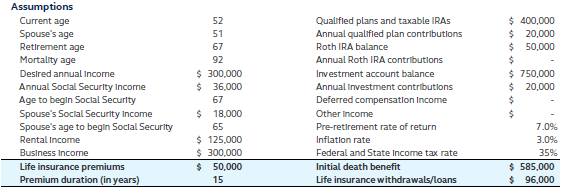 Assumptions
Current age 52 Qualified plans and taxable IRAs $ 400,000
Spouse's age 51 Annual qualified plan contributions $ 20,000
Retirement age 67 Roth IRA balance $ 50,000
Mortality age 92 Annual Roth IRA contributions $ -
Desired annual income $ 300,000 Investment account balance $ 750,000
Annual Social Security income $ 36,000 Annual investment contributions $ 20,000
Age to begin Social Security 67 Deferred compensation income $ -
Spouse's Social Security income $ 18,000 Other income $ -
Spouse's age to begin Social Security 65 Pre-retirement rate of return 7.0%
Rental income $ 125,000 Inflation rate 3.0%
Business income $ 300,000 Federal and State income tax rate 35%
Life insurance premiums $ 50,000 Initial death benefit $ 585,000
Premium duration (in years) 15 Life insurance withdrawals/loans $ 96,000